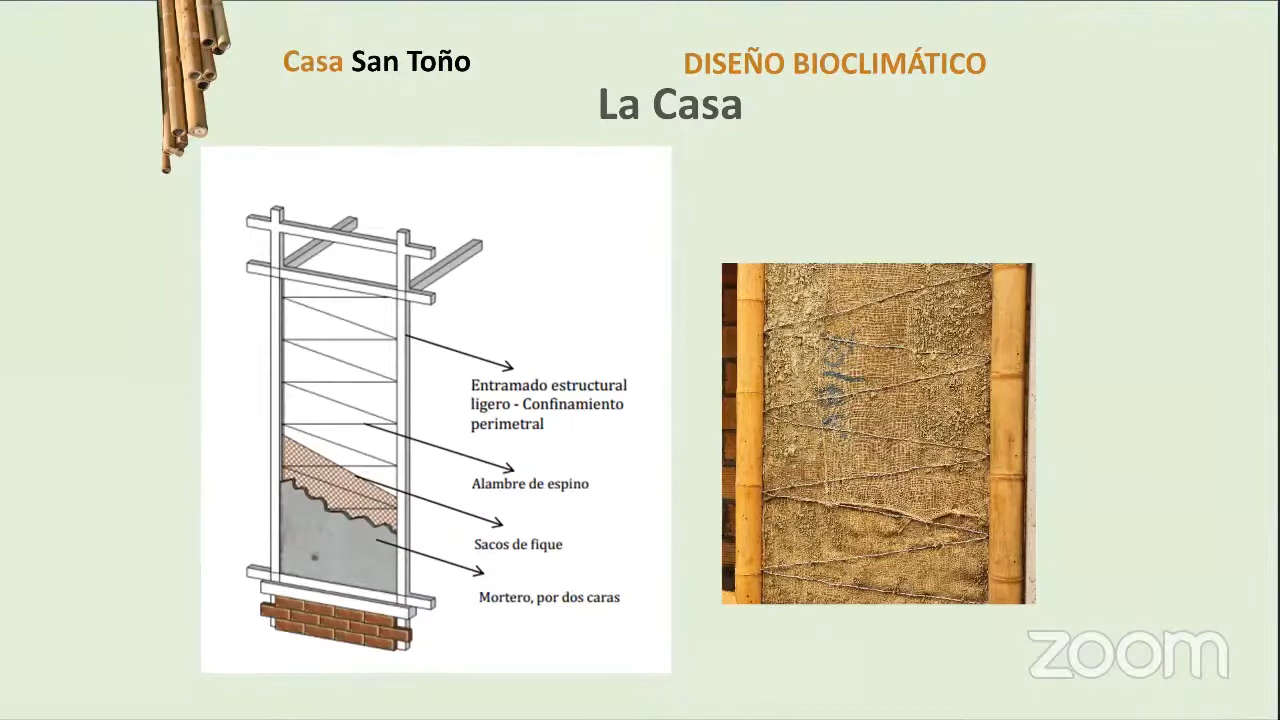 Casa San Toño
DISEÑO BIOCLIMÁTICO
La Casa
Entramado estructural
ligero - Confinamiento
perimetral
Alambre de espino
Sacos de fique
Mortero, por dos caras
zoom